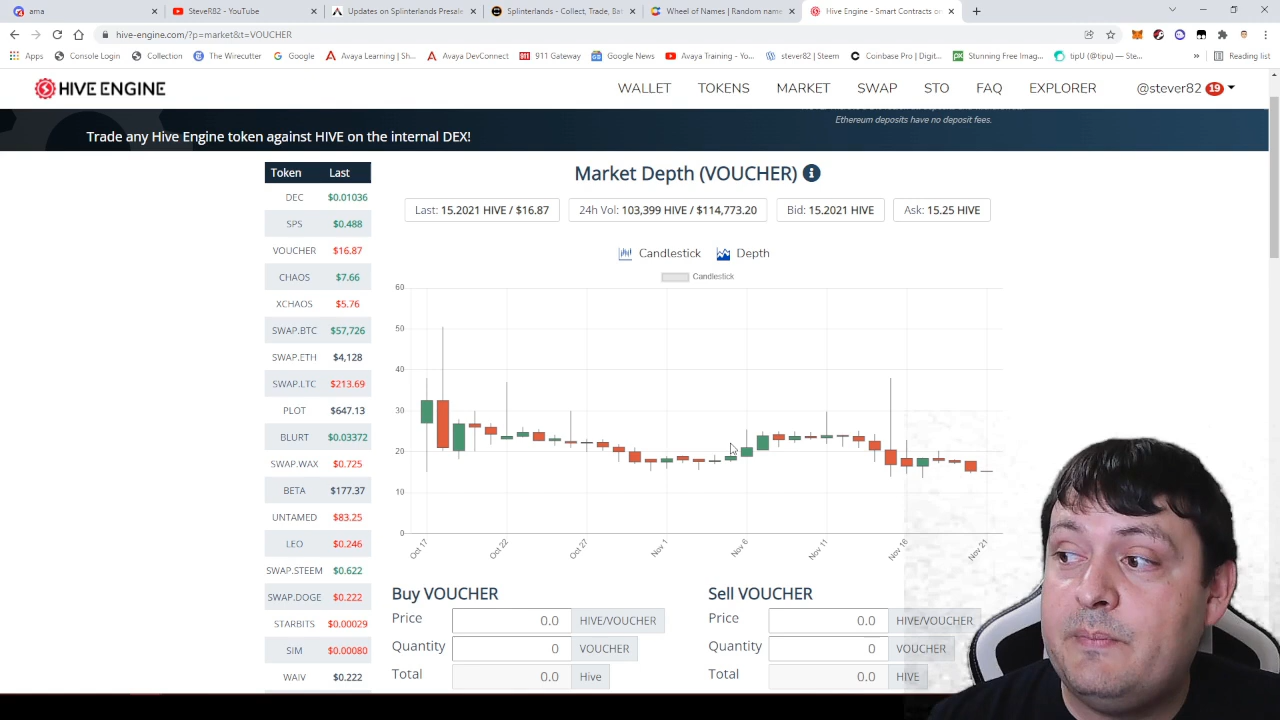 ama
SteveR82 - YouTube
Updates on Splinterlands Presale
Splinterlands - Collect, Trade, Bat
Wheel of Names | Random name
Hive Engine - Smart Contracts on
hive-engine.com/?p=market&t=VOUCHER
Apps
Console Login
Collection
The Wirecutter
Google
Avaya Learning | Sh...
Avaya DevConnect
911 Gateway
Google News
Avaya Training - Yo...
stever82 | Steem
Coinbase Pro | Digit...
Stunning Free Imag...
tipU (@tipu) — Ste...
»
Reading list
HIVE ENGINE
WALLET
TOKENS
MARKET
SWAP
STO
FAQ
EXPLORER
@stever82 19
Ethereum deposits have no deposit fees.
Trade any Hive Engine token against HIVE on the internal DEX!
Token Last
DEC $0.01036
SPS $0.488
VOUCHER $16.87
CHAOS $7.66
XCHAOS $5.76
SWAP.BTC $57,726
SWAP.ETH $4,128
SWAP.LTC $213.69
PLOT $647.13
BLURT $0.03372
SWAP.WAX $0.725
BETA $177.37
UNTAMED $83.25
LEO $0.246
SWAP.STEEM $0.622
SWAP.DOGE $0.222
STARBITS $0.00029
SIM $0.00080
WAIV $0.222
Market Depth (VOUCHER)
Last: 15.2021 HIVE / $16.87
24h Vol: 103,399 HIVE / $114,773.20
Bid: 15.2021 HIVE
Ask: 15.25 HIVE
Candlestick
Depth
Candlestick
60
50
40
30
20
10
0
Oct 17
Oct 22
Oct 27
Nov 1
Nov 6
Nov 11
Nov 16
Nov 21
Buy VOUCHER
Price 0.0 HIVE/VOUCHER
Quantity 0 VOUCHER
Total 0.0 Hive
Sell VOUCHER
Price 0.0 HIVE/VOUCHER
Quantity 0 VOUCHER
Total 0.0 HIVE